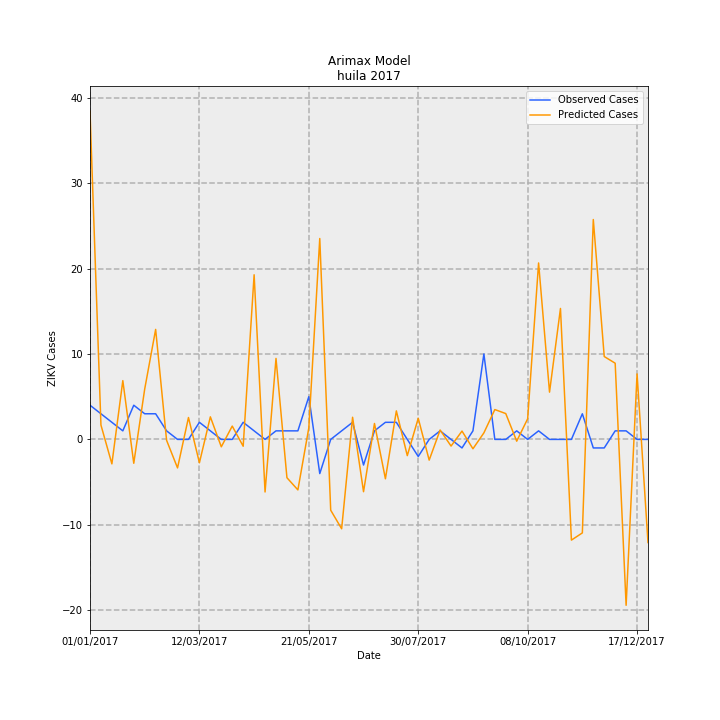 Arimax Model
huila 2017
Observed Cases
Predicted Cases
40
30
20
10
0
−10
−20
ZIKV Cases
01/01/2017
12/03/2017
21/05/2017
30/07/2017
08/10/2017
17/12/2017
Date